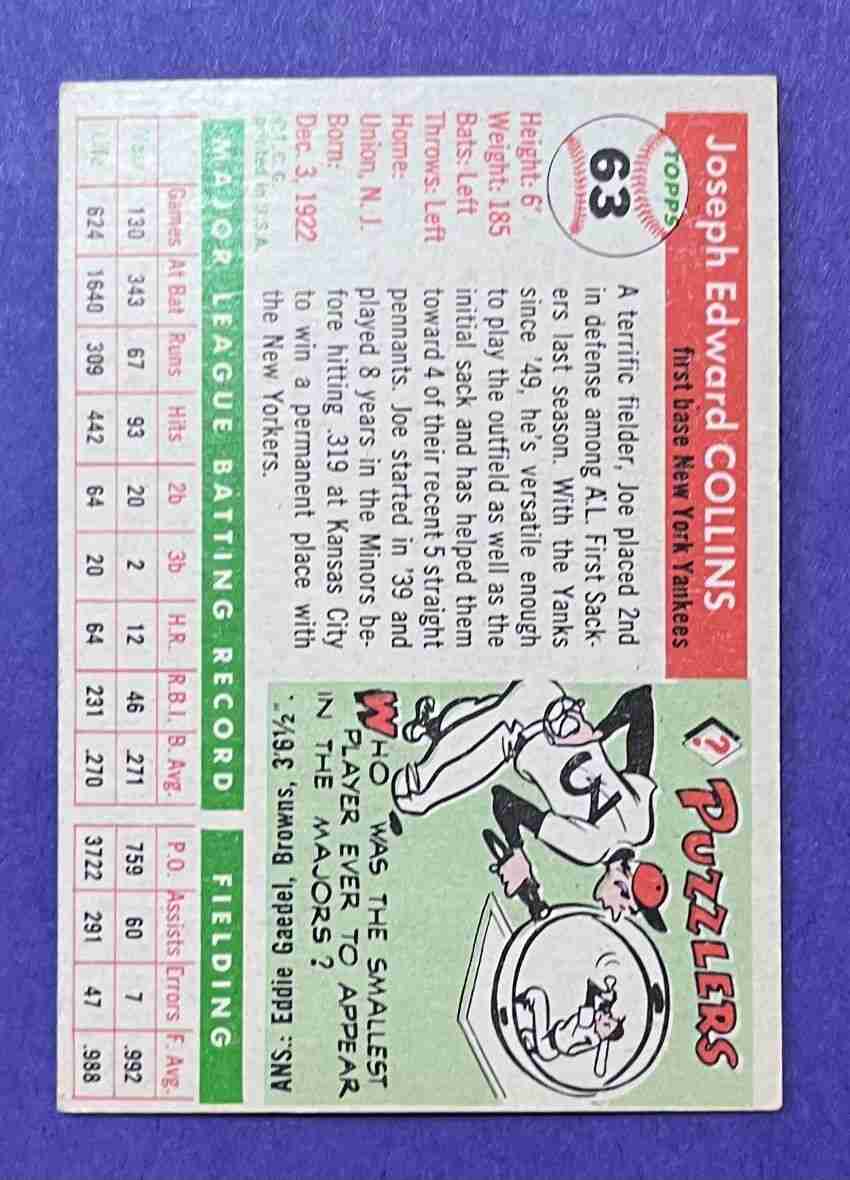 Joseph Edward COLLINS
first base New York Yankees
TOPPS
63
Height: 6'
Weight: 185
Bats: Left
Throws: Left
Home:
Union, N. J.
Born:
Dec. 3, 1922
T.C.G.
printed in U.S.A.
A terrific fielder, Joe placed 2nd
in defense among A.L. First Sack-
ers last season. With the Yanks
since '49, he's versatile enough
to play the outfield as well as the
initial sack and has helped them
toward 4 of their recent 5 straight
pennants. Joe started in '39 and
played 8 years in the Minors be-
fore hitting .319 at Kansas City
to win a permanent place with
the New Yorkers.
?
PUZZLERS
5
WHO WAS THE SMALLEST
PLAYER EVER TO APPEAR
IN THE MAJORS?
ANS.: Eddie Gaedel, Browns, 3'6½".
MAJOR LEAGUE BATTING RECORD FIELDING
Games At Bat Runs Hits 2b 3b H.R. R.B.I. B. Avg. P.O. Assists Errors F. Avg.
Year 130 343 67 93 20 2 12 46 .271 759 60 7 .992
Life 624 1640 309 442 64 20 64 231 .270 3722 291 47 .988